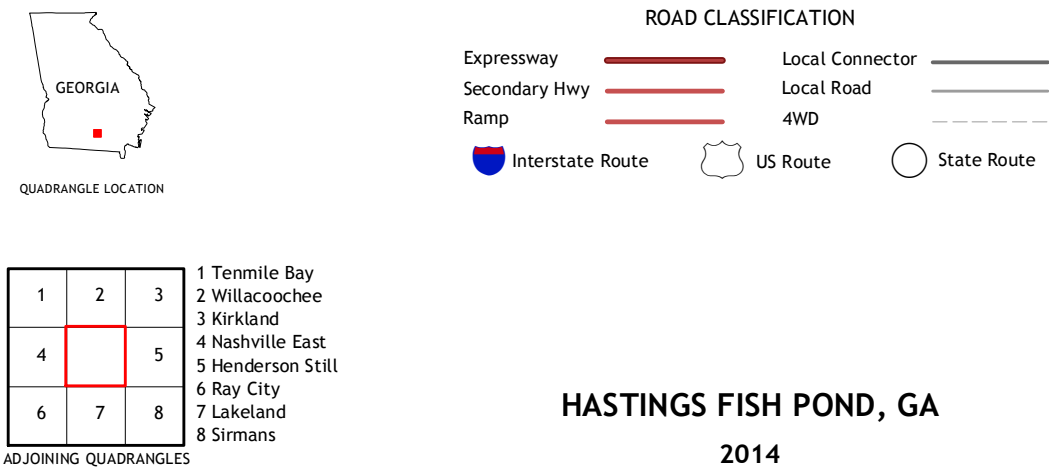 GEORGIA
QUADRANGLE LOCATION
ROAD CLASSIFICATION
Expressway
Secondary Hwy
Ramp
Local Connector
Local Road
4WD
Interstate Route
US Route
State Route
1 2 3
4 5
6 7 8
1 Tenmile Bay
2 Willacoochee
3 Kirkland
4 Nashville East
5 Henderson Still
6 Ray City
7 Lakeland
8 Sirmans
ADJOINING QUADRANGLES
HASTINGS FISH POND, GA
2014